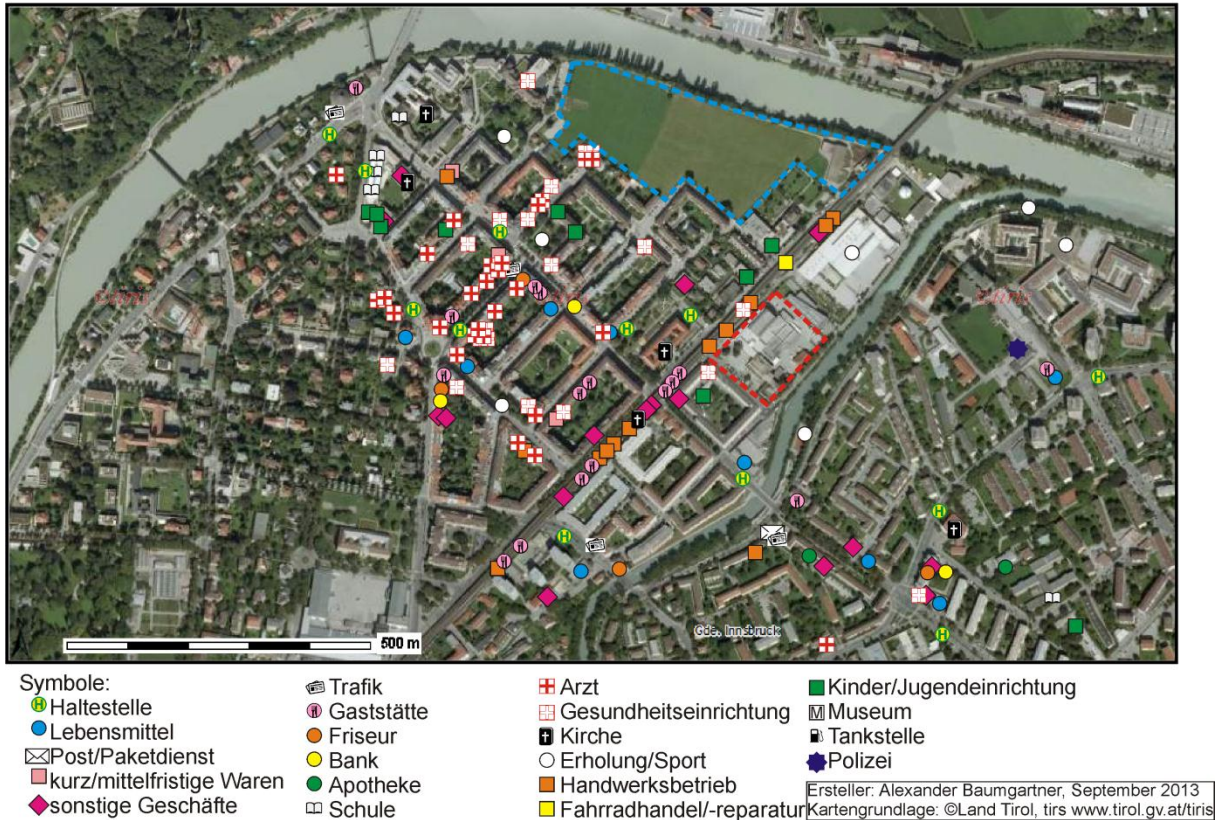 Gde. Innsbruck
500 m
Symbole:
Haltestelle
Lebensmittel
Post/Paketdienst
kurz/mittelfristige Waren
sonstige Geschäfte
Trafik
Gaststätte
Friseur
Bank
Apotheke
Schule
Arzt
Gesundheitseinrichtung
Kirche
Erholung/Sport
Handwerksbetrieb
Fahrradhandel/-reparatur
Kinder/Jugendeinrichtung
M Museum
Tankstelle
Polizei
Ersteller: Alexander Baumgartner, September 2013
Kartengrundlage: ©Land Tirol, tirs www.tirol.gv.at/tiris